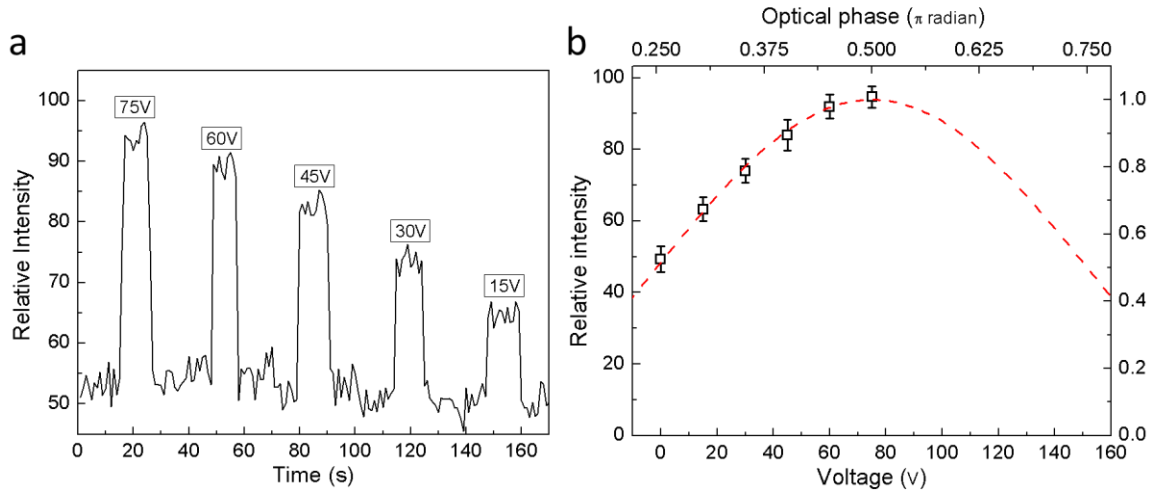 a
75V
60V
45V
30V
15V
100
90
80
70
60
50
0 20 40 60 80 100 120 140 160
Time (s)
Relative Intensity
b
Optical phase (π radian)
0.250 0.375 0.500 0.625 0.750
100
80
60
40
20
0
1.0
0.8
0.6
0.4
0.2
0.0
0 20 40 60 80 100 120 140 160
Voltage (V)
Relative intensity